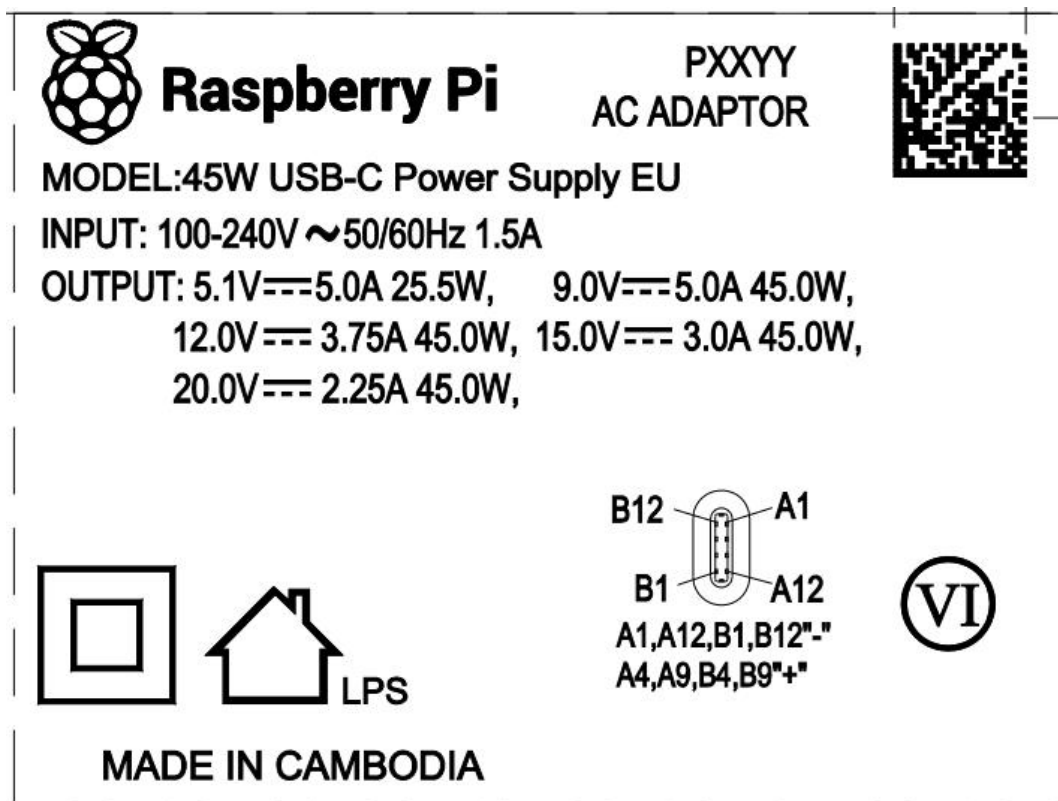 Raspberry Pi
PXXYY
AC ADAPTOR
MODEL:45W USB-C Power Supply EU
INPUT: 100-240V ~50/60Hz 1.5A
OUTPUT: 5.1V⎓5.0A 25.5W, 9.0V⎓5.0A 45.0W,
12.0V⎓ 3.75A 45.0W, 15.0V⎓ 3.0A 45.0W,
20.0V⎓ 2.25A 45.0W,
B12 A1
B1 A12
A1,A12,B1,B12"-"
A4,A9,B4,B9"+"
VI
LPS
MADE IN CAMBODIA